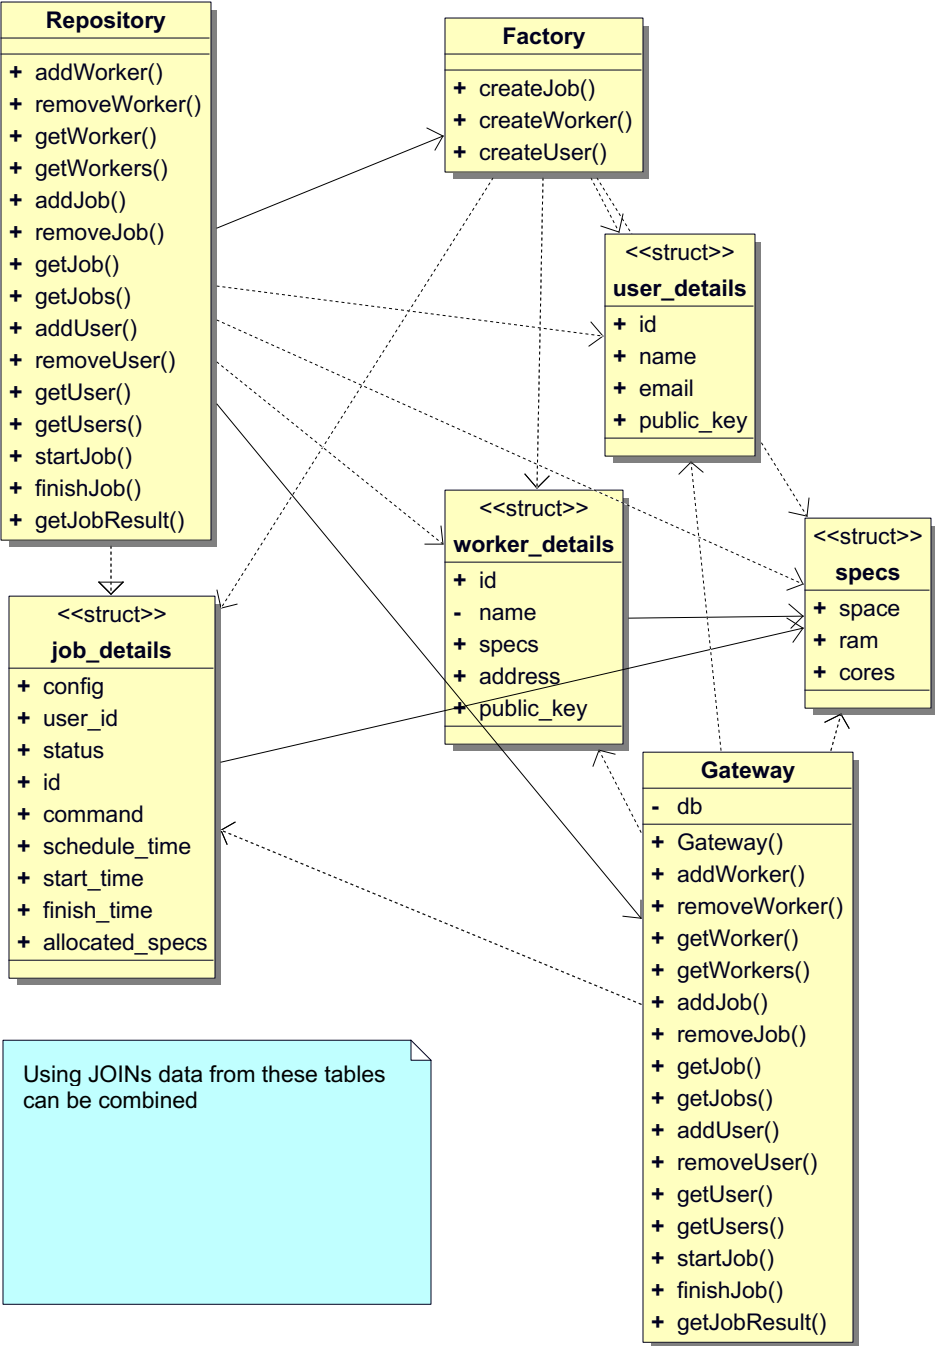 Repository
+ addWorker()
+ removeWorker()
+ getWorker()
+ getWorkers()
+ addJob()
+ removeJob()
+ getJob()
+ getJobs()
+ addUser()
+ removeUser()
+ getUser()
+ getUsers()
+ startJob()
+ finishJob()
+ getJobResult()
Factory
+ createJob()
+ createWorker()
+ createUser()
<<struct>>
user_details
+ id
+ name
+ email
+ public_key
<<struct>>
worker_details
+ id
- name
+ specs
+ address
+ public_key
<<struct>>
specs
+ space
+ ram
+ cores
<<struct>>
job_details
+ config
+ user_id
+ status
+ id
+ command
+ schedule_time
+ start_time
+ finish_time
+ allocated_specs
Gateway
- db
+ Gateway()
+ addWorker()
+ removeWorker()
+ getWorker()
+ getWorkers()
+ addJob()
+ removeJob()
+ getJob()
+ getJobs()
+ addUser()
+ removeUser()
+ getUser()
+ getUsers()
+ startJob()
+ finishJob()
+ getJobResult()
Using JOINs data from these tables
can be combined